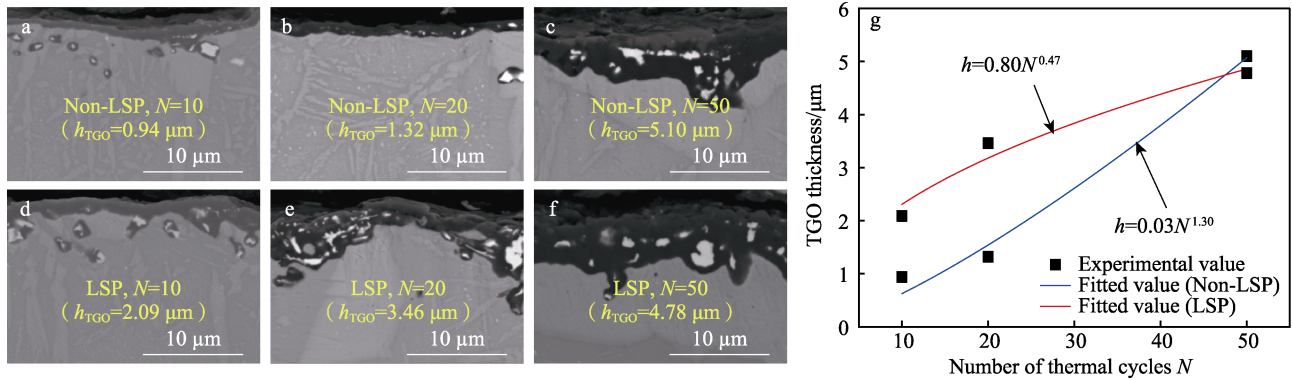 a
Non-LSP, N=10
( hTGO=0.94 μm )
10 μm
b
Non-LSP, N=20
( hTGO=1.32 μm )
10 μm
c
Non-LSP, N=50
( hTGO=5.10 μm )
10 μm
d
LSP, N=10
( hTGO=2.09 μm )
10 μm
e
LSP, N=20
( hTGO=3.46 μm )
10 μm
f
LSP, N=50
( hTGO=4.78 μm )
10 μm
g
TGO thickness/μm
6
5
4
3
2
1
0
h=0.80N^0.47
h=0.03N^1.30
Experimental value
Fitted value (Non-LSP)
Fitted value (LSP)
10 20 30 40 50
Number of thermal cycles N